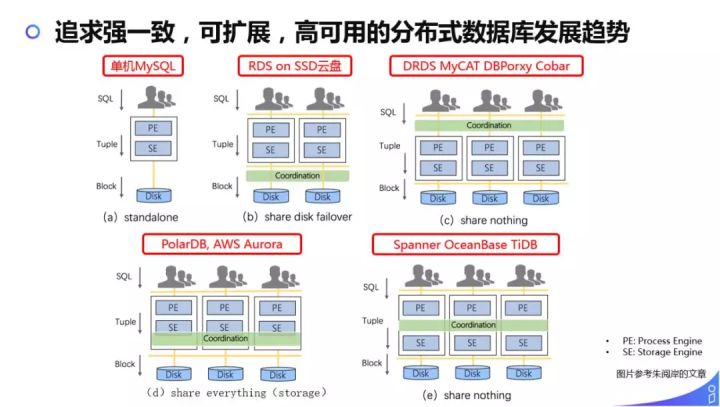 追求强一致，可扩展，高可用的分布式数据库发展趋势
单机MySQL
SQL
Tuple
Block
PE
SE
Disk
(a) standalone
RDS on SSD云盘
SQL
Tuple
Block
PE
PE
SE
SE
Coordination
Disk
Disk
(b) share disk failover
DRDS MyCAT DBPorxy Cobar
SQL
Tuple
Block
Coordination
PE
PE
PE
SE
SE
SE
Disk
Disk
Disk
(c) share nothing
PolarDB, AWS Aurora
SQL
Tuple
Block
PE
PE
PE
SE
SE
SE
Coordination
Disk
Disk
Disk
(d) share everything (storage)
Spanner OceanBase TiDB
SQL
Tuple
Block
PE
PE
PE
Coordination
SE
SE
SE
Disk
Disk
Disk
(e) share nothing
• PE: Process Engine
• SE: Storage Engine
图片参考朱阅岸的文章